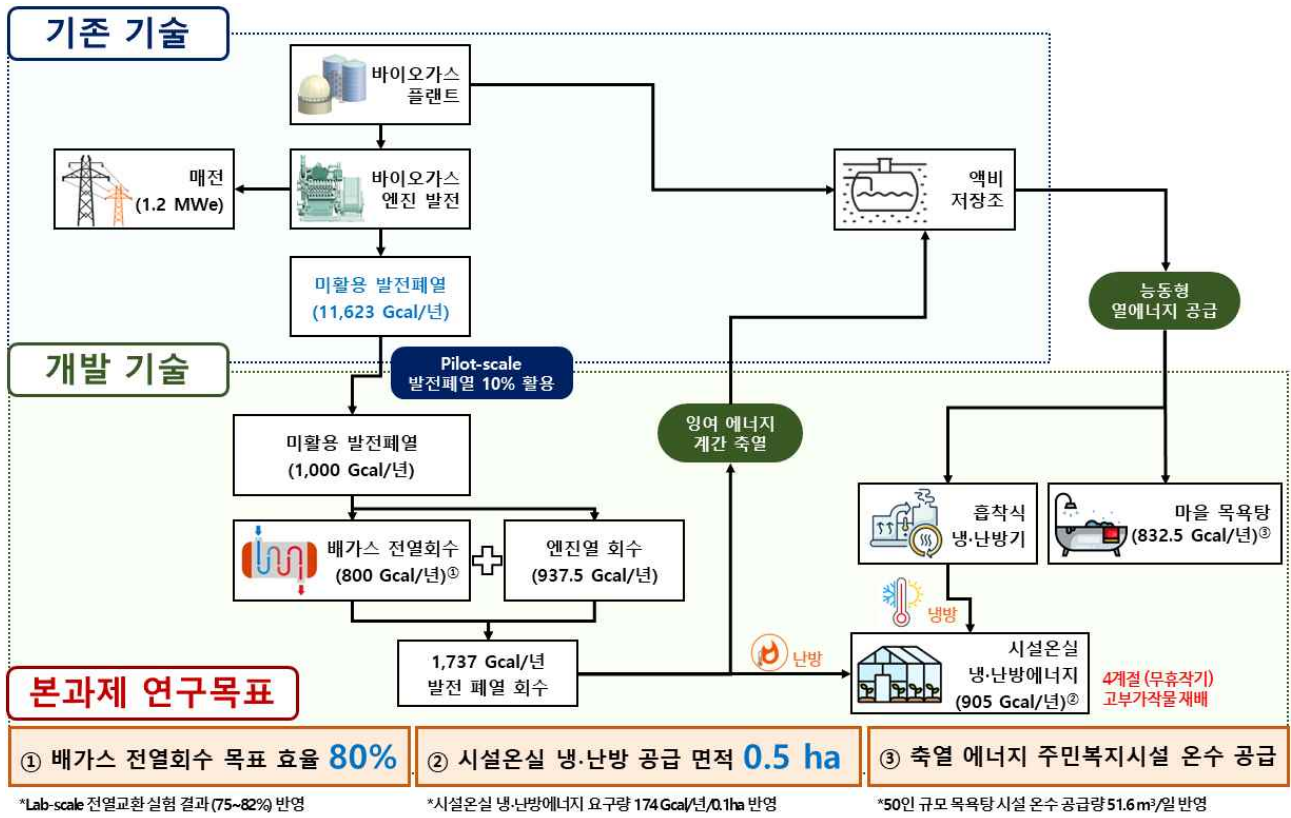 기존 기술
바이오가스
플랜트
매전
(1.2 MWe)
바이오가스
엔진 발전
액비
저장조
미활용 발전폐열
(11,623 Gcal/년)
능동형
열에너지 공급
개발 기술
Pilot-scale
발전폐열 10% 활용
잉여 에너지
계간 축열
미활용 발전폐열
(1,000 Gcal/년)
배가스 전열회수
(800 Gcal/년)①
엔진열 회수
(937.5 Gcal/년)
흡착식
냉·난방기
마을 목욕탕
(832.5 Gcal/년)③
냉방
1,737 Gcal/년
발전 폐열 회수
난방
시설온실
냉·난방에너지
(905 Gcal/년)②
4계절 (무휴작기)
고부가작물 재배
본과제 연구목표
① 배가스 전열회수 목표 효율 80%
② 시설온실 냉·난방 공급 면적 0.5 ha
③ 축열 에너지 주민복지시설 온수 공급
*Lab-scale 전열교환 실험 결과 (75~82%) 반영
*시설온실 냉·난방에너지 요구량 174 Gcal/년/0.1ha 반영
*50인 규모 목욕탕 시설 온수 공급량 51.6 m³/일 반영